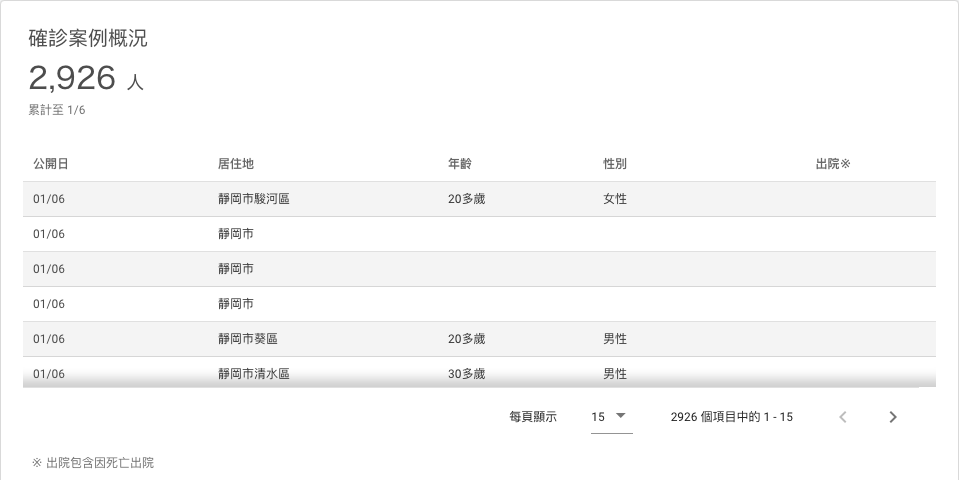 確診案例概況
2,926 人
累計至 1/6
公開日 居住地 年齡 性別 出院※
01/06 靜岡市駿河區 20多歲 女性
01/06 靜岡市
01/06 靜岡市
01/06 靜岡市
01/06 靜岡市葵區 20多歲 男性
01/06 靜岡市清水區 30多歲 男性
每頁顯示 15 2926 個項目中的 1 - 15
※ 出院包含因死亡出院